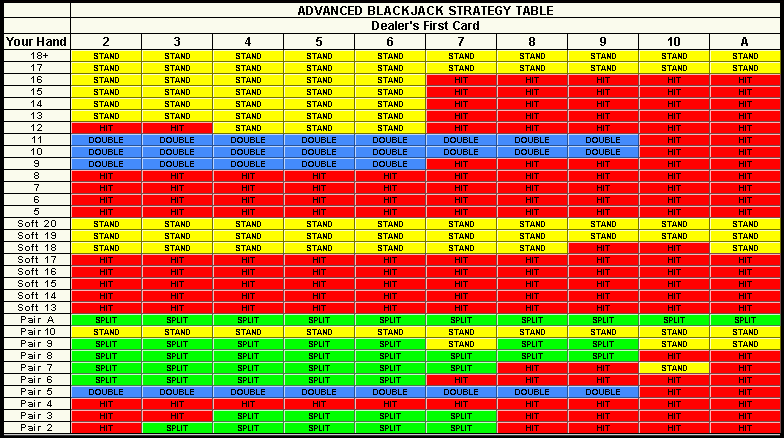 ADVANCED BLACKJACK STRATEGY TABLE
Dealer's First Card
Your Hand 2 3 4 5 6 7 8 9 10 A
18+ STAND STAND STAND STAND STAND STAND STAND STAND STAND STAND
17 STAND STAND STAND STAND STAND STAND STAND STAND STAND STAND
16 STAND STAND STAND STAND STAND HIT HIT HIT HIT HIT
15 STAND STAND STAND STAND STAND HIT HIT HIT HIT HIT
14 STAND STAND STAND STAND STAND HIT HIT HIT HIT HIT
13 STAND STAND STAND STAND STAND HIT HIT HIT HIT HIT
12 HIT HIT STAND STAND STAND HIT HIT HIT HIT HIT
11 DOUBLE DOUBLE DOUBLE DOUBLE DOUBLE DOUBLE DOUBLE DOUBLE HIT HIT
10 DOUBLE DOUBLE DOUBLE DOUBLE DOUBLE DOUBLE DOUBLE DOUBLE HIT HIT
9 DOUBLE DOUBLE DOUBLE DOUBLE DOUBLE HIT HIT HIT HIT HIT
8 HIT HIT HIT HIT HIT HIT HIT HIT HIT HIT
7 HIT HIT HIT HIT HIT HIT HIT HIT HIT HIT
6 HIT HIT HIT HIT HIT HIT HIT HIT HIT HIT
5 HIT HIT HIT HIT HIT HIT HIT HIT HIT HIT
Soft 20 STAND STAND STAND STAND STAND STAND STAND STAND STAND STAND
Soft 19 STAND STAND STAND STAND STAND STAND STAND STAND STAND STAND
Soft 18 STAND STAND STAND STAND STAND STAND STAND HIT HIT STAND
Soft 17 HIT HIT HIT HIT HIT HIT HIT HIT HIT HIT
Soft 16 HIT HIT HIT HIT HIT HIT HIT HIT HIT HIT
Soft 15 HIT HIT HIT HIT HIT HIT HIT HIT HIT HIT
Soft 14 HIT HIT HIT HIT HIT HIT HIT HIT HIT HIT
Soft 13 HIT HIT HIT HIT HIT HIT HIT HIT HIT HIT
Pair A SPLIT SPLIT SPLIT SPLIT SPLIT SPLIT SPLIT SPLIT SPLIT SPLIT
Pair 10 STAND STAND STAND STAND STAND STAND STAND STAND STAND STAND
Pair 9 SPLIT SPLIT SPLIT SPLIT SPLIT STAND SPLIT SPLIT STAND STAND
Pair 8 SPLIT SPLIT SPLIT SPLIT SPLIT SPLIT SPLIT SPLIT HIT HIT
Pair 7 SPLIT SPLIT SPLIT SPLIT SPLIT SPLIT HIT HIT STAND HIT
Pair 6 SPLIT SPLIT SPLIT SPLIT SPLIT HIT HIT HIT HIT HIT
Pair 5 DOUBLE DOUBLE DOUBLE DOUBLE DOUBLE DOUBLE DOUBLE DOUBLE HIT HIT
Pair 4 HIT HIT HIT HIT HIT HIT HIT HIT HIT HIT
Pair 3 HIT HIT SPLIT SPLIT SPLIT SPLIT HIT HIT HIT HIT
Pair 2 HIT SPLIT SPLIT SPLIT SPLIT SPLIT HIT HIT HIT HIT